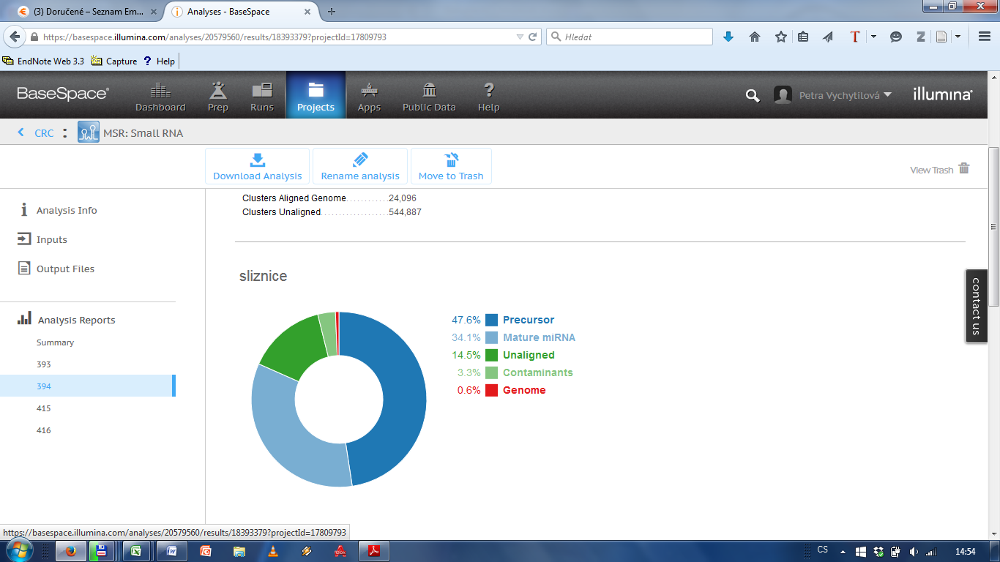 (3) Doručené – Seznam Em...
Analyses - BaseSpace
https://basespace.illumina.com/analyses/20579560/results/18393379?projectId=17809793
Hledat
EndNote Web 3.3
Capture
Help
BaseSpace
Dashboard
Prep
Runs
Projects
Apps
Public Data
Help
Petra Vychytilová
illumina
CRC :
MSR: Small RNA
Download Analysis
Rename analysis
Move to Trash
View Trash
Analysis Info
Inputs
Output Files
Analysis Reports
Summary
393
394
415
416
Clusters Aligned Genome............24,096
Clusters Unaligned...................544,887
sliznice
47.6% Precursor
34.1% Mature miRNA
14.5% Unaligned
3.3% Contaminants
0.6% Genome
contact us
https://basespace.illumina.com/analyses/20579560/results/18393379?projectId=17809793
CS
14:54